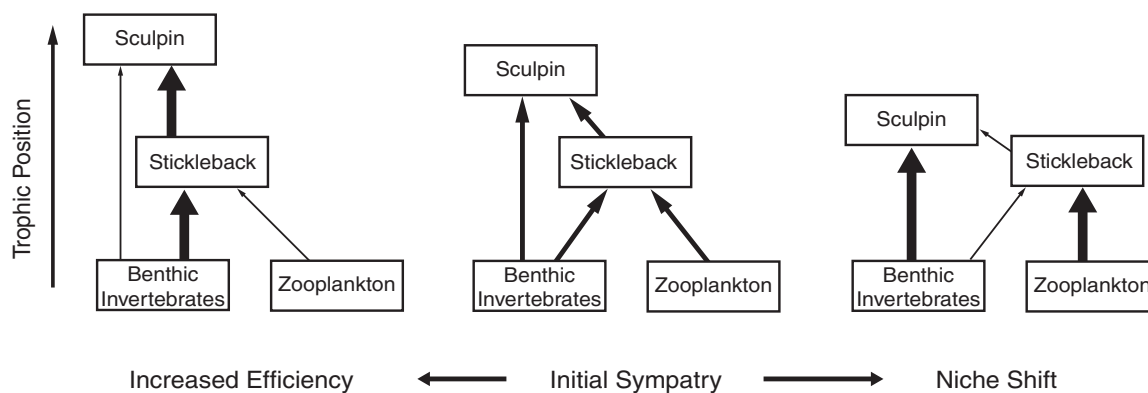 Trophic Position
Sculpin
Stickleback
Benthic
Invertebrates
Zooplankton
Sculpin
Stickleback
Benthic
Invertebrates
Zooplankton
Sculpin
Stickleback
Benthic
Invertebrates
Zooplankton
Increased Efficiency
Initial Sympatry
Niche Shift